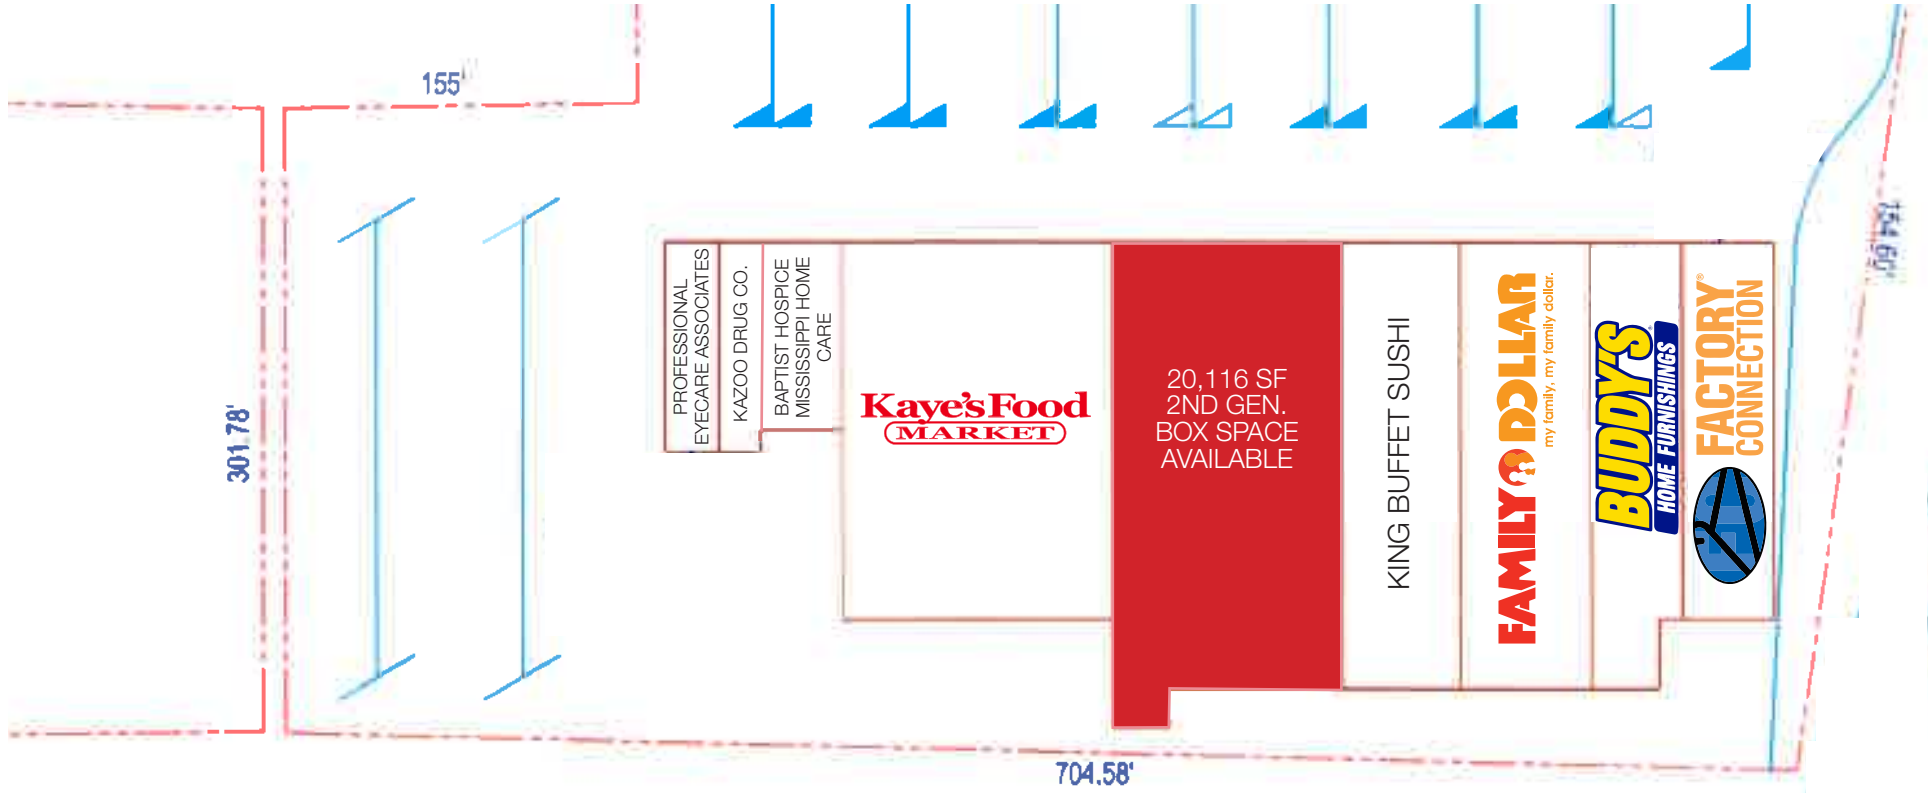 155'
301.78'
PROFESSIONAL
EYECARE ASSOCIATES
KAZOO DRUG CO.
BAPTIST HOSPICE
MISSISSIPPI HOME
CARE
Kaye's Food
MARKET
20,116 SF
2ND GEN.
BOX SPACE
AVAILABLE
KING BUFFET SUSHI
FAMILY DOLLAR
my family, my family dollar.
BUDDY'S
HOME FURNISHINGS
FACTORY®
CONNECTION
154.60'
704.58'